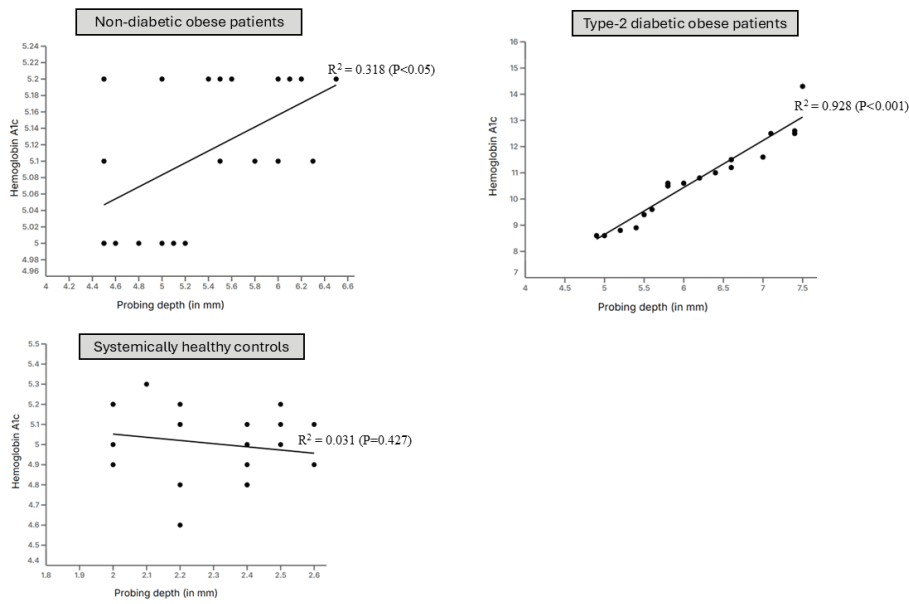 Non-diabetic obese patients
Hemoglobin A1c
5.24
5.22
5.2
5.18
5.16
5.14
5.12
5.1
5.08
5.06
5.04
5.02
5
4.98
4.96
R² = 0.318 (P<0.05)
4 4.2 4.4 4.6 4.8 5 5.2 5.4 5.6 5.8 6 6.2 6.4 6.6
Probing depth (in mm)
Type-2 diabetic obese patients
Hemoglobin A1c
16
15
14
13
12
11
10
9
8
7
R² = 0.928 (P<0.001)
4 4.5 5 5.5 6 6.5 7 7.5
Probing depth (in mm)
Systemically healthy controls
Hemoglobin A1c
5.5
5.4
5.3
5.2
5.1
5
4.9
4.8
4.7
4.6
4.5
4.4
R² = 0.031 (P=0.427)
1.8 2 2.1 2.2 2.3 2.4 2.5 2.6
Probing depth (in mm)